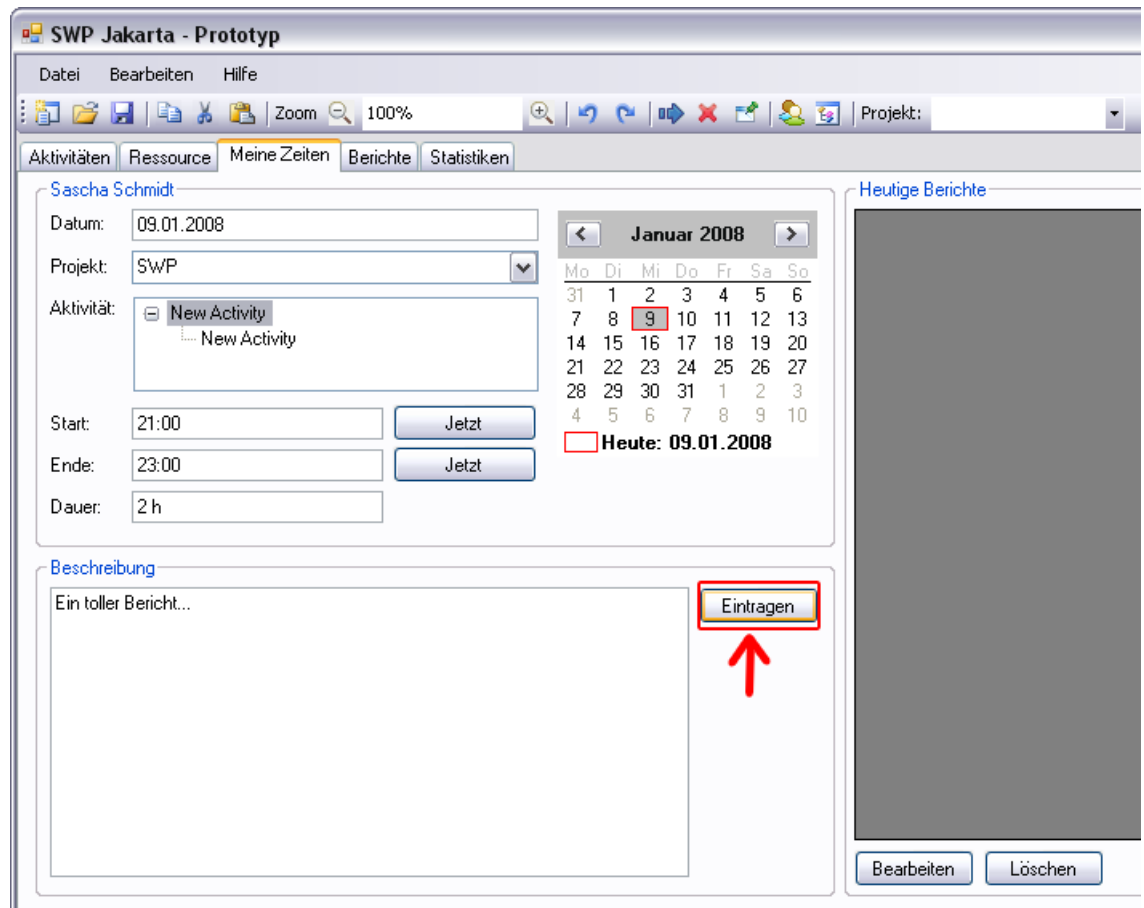 SWP Jakarta - Prototyp
Datei Bearbeiten Hilfe
Zoom 100% Projekt:
Aktivitäten Ressource Meine Zeiten Berichte Statistiken
Sascha Schmidt
Datum: 09.01.2008
Projekt: SWP
Aktivität: New Activity
New Activity
Start: 21:00 Jetzt
Ende: 23:00 Jetzt
Dauer: 2 h
Januar 2008
Mo Di Mi Do Fr Sa So
31 1 2 3 4 5 6
7 8 9 10 11 12 13
14 15 16 17 18 19 20
21 22 23 24 25 26 27
28 29 30 31 1 2 3
4 5 6 7 8 9 10
Heute: 09.01.2008
Beschreibung
Ein toller Bericht...
Eintragen
Heutige Berichte
Bearbeiten Löschen